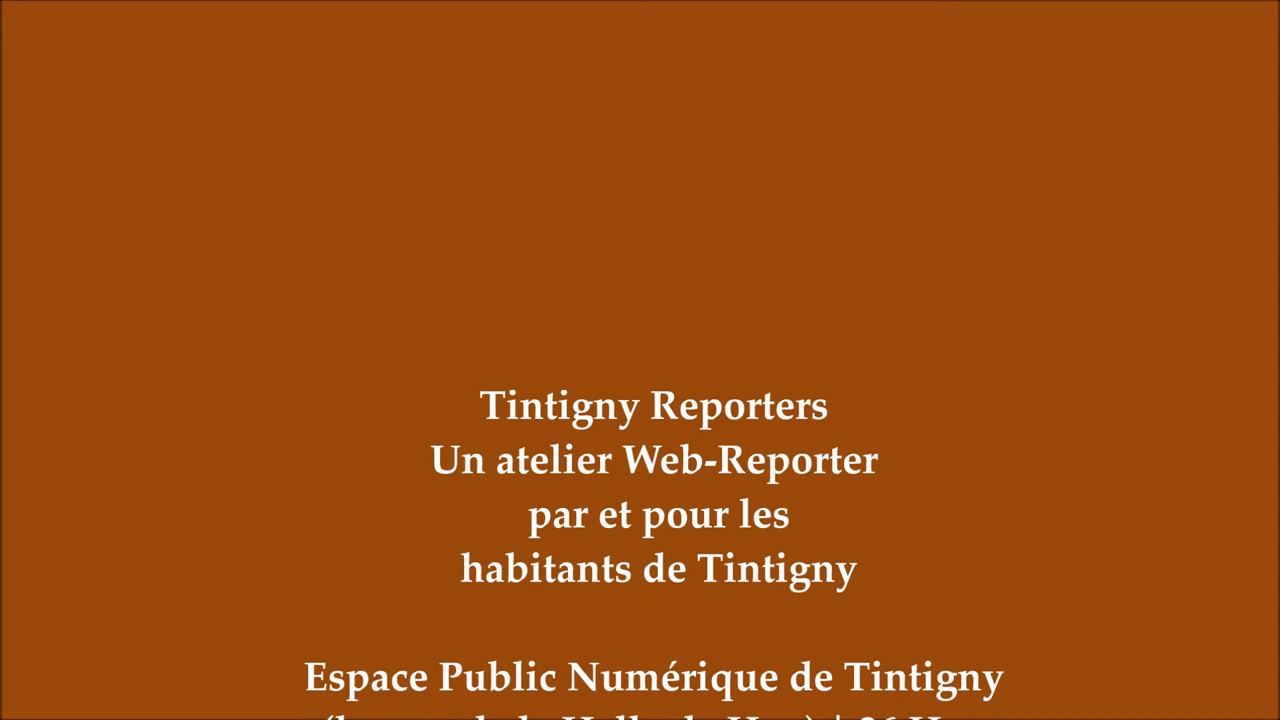 Tintigny Reporters
Un atelier Web-Reporter
par et pour les
habitants de Tintigny
Espace Public Numérique de Tintigny